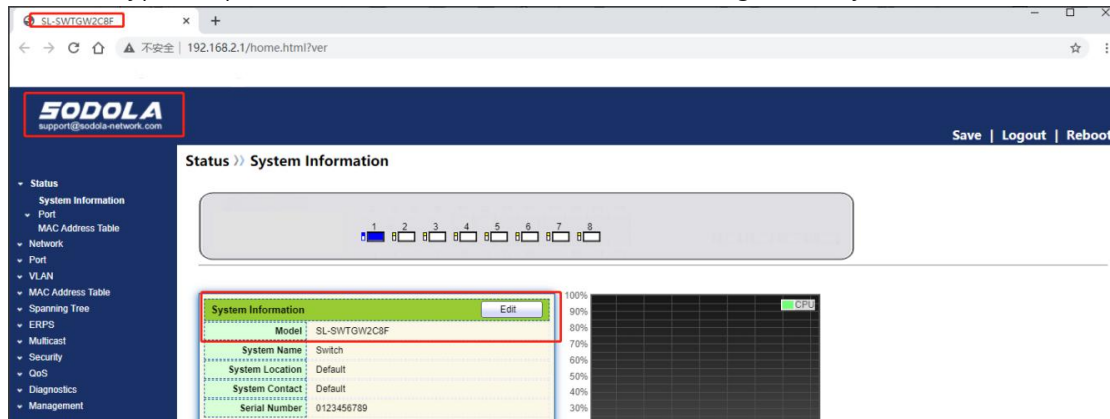 SL-SWTGW2C8F
不安全 | 192.168.2.1/home.html?ver
SODOLA
support@sodola-network.com
Save | Logout | Reboot
Status 》 System Information
Status
System Information
Port
MAC Address Table
Network
Port
VLAN
MAC Address Table
Spanning Tree
ERPS
Multicast
Security
QoS
Diagnostics
Management
1 2 3 4 5 6 7 8
System Information Edit
Model SL-SWTGW2C8F
System Name Switch
System Location Default
System Contact Default
Serial Number 0123456789
100%
90%
80%
70%
60%
50%
40%
30%
CPU